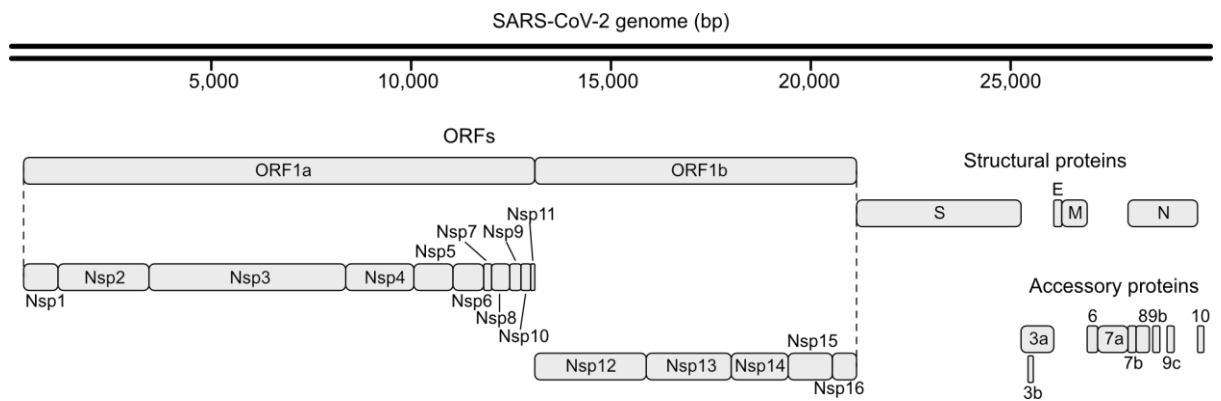 SARS-CoV-2 genome (bp)
5,000 10,000 15,000 20,000 25,000
ORFs
ORF1a ORF1b
Structural proteins
E
S M N
Nsp11
Nsp7 Nsp9
Nsp5
Nsp2 Nsp3 Nsp4
Nsp1 Nsp6
Nsp8
Nsp10
Accessory proteins
6 8 9b 10
3a 7a
7b 9c
3b
Nsp15
Nsp12 Nsp13 Nsp14
Nsp16